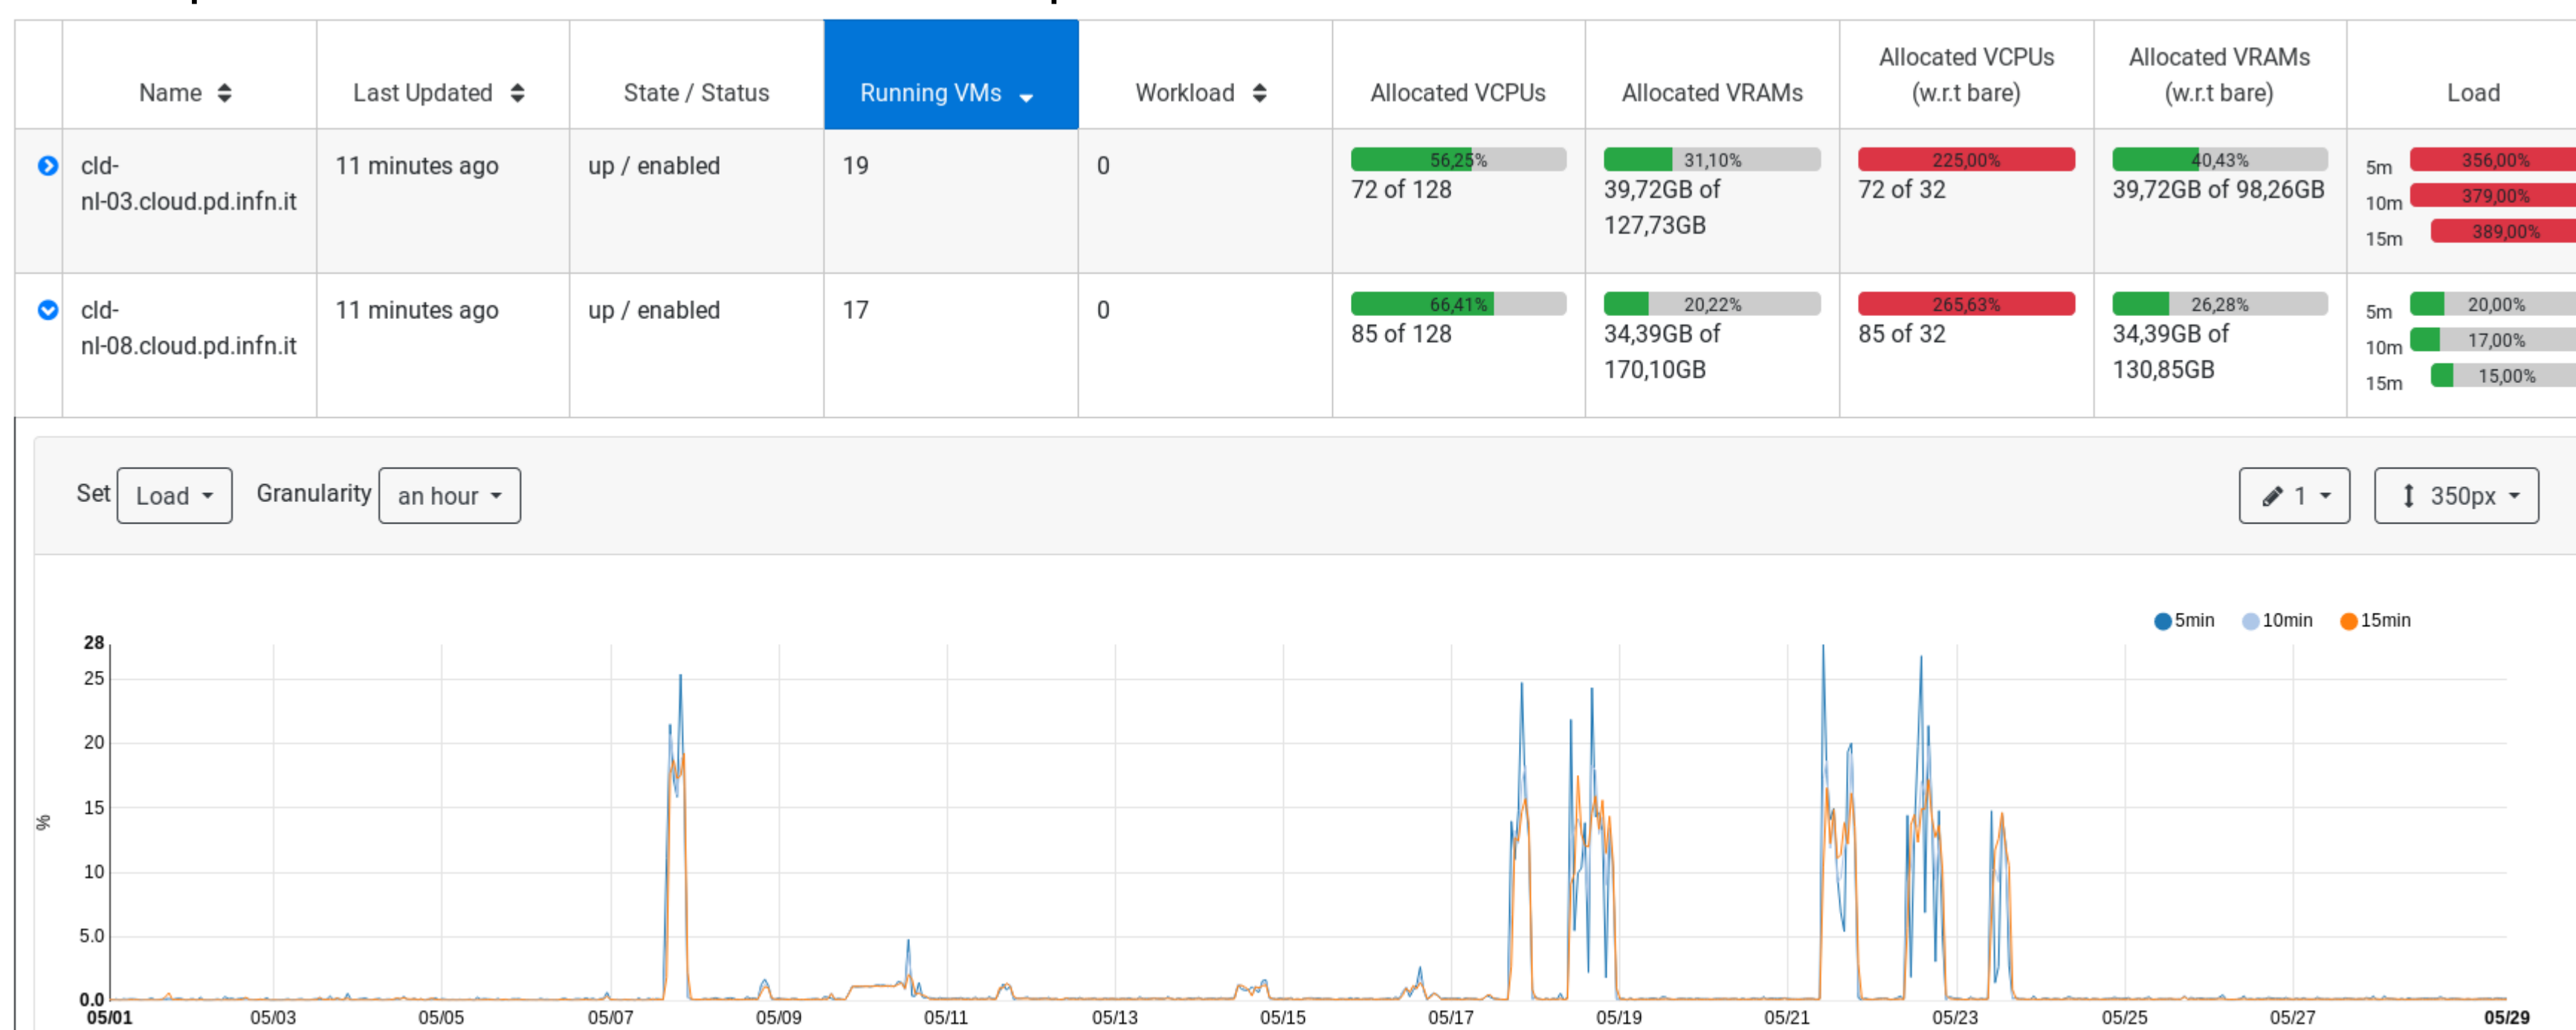 Name
Last Updated
State / Status
Running VMs
Workload
Allocated VCPUs
Allocated VRAMs
Allocated VCPUs
(w.r.t bare)
Allocated VRAMs
(w.r.t bare)
Load
cld-
nl-03.cloud.pd.infn.it
11 minutes ago
up / enabled
19
0
56,25%
72 of 128
31,10%
39,72GB of
127,73GB
225,00%
72 of 32
40,43%
39,72GB of 98,26GB
5m 356,00%
10m 379,00%
15m 389,00%
cld-
nl-08.cloud.pd.infn.it
11 minutes ago
up / enabled
17
0
66,41%
85 of 128
20,22%
34,39GB of
170,10GB
265,63%
85 of 32
26,28%
34,39GB of
130,85GB
5m 20,00%
10m 17,00%
15m 15,00%
Set Load Granularity an hour 1 350px
5min 10min 15min
28
25
20
15
10
5.0
0.0
%
05/01 05/03 05/05 05/07 05/09 05/11 05/13 05/15 05/17 05/19 05/21 05/23 05/25 05/27 05/29